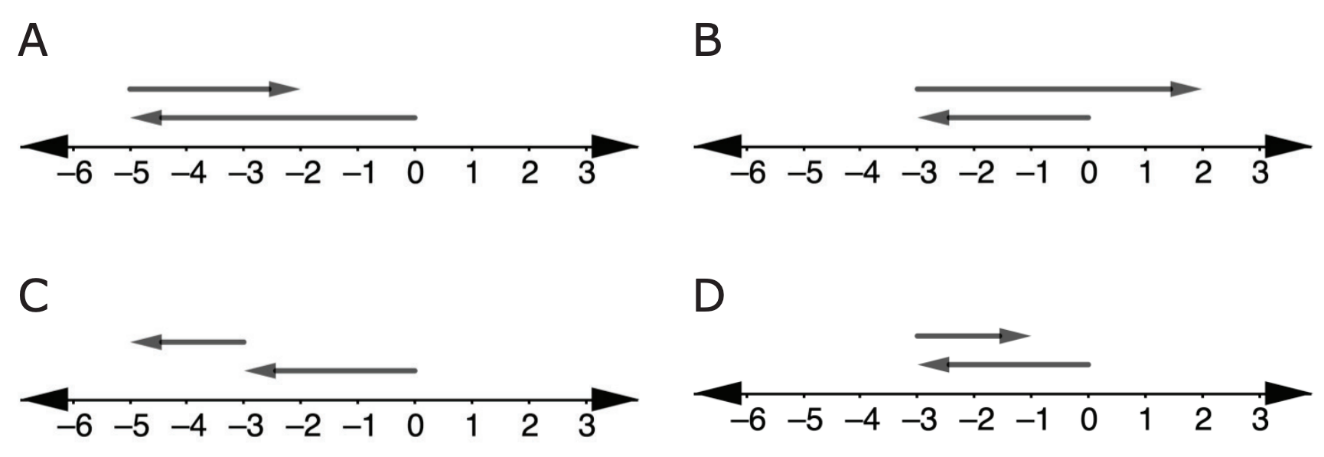 A
–6 –5 –4 –3 –2 –1 0 1 2 3
B
–6 –5 –4 –3 –2 –1 0 1 2 3
C
–6 –5 –4 –3 –2 –1 0 1 2 3
D
–6 –5 –4 –3 –2 –1 0 1 2 3